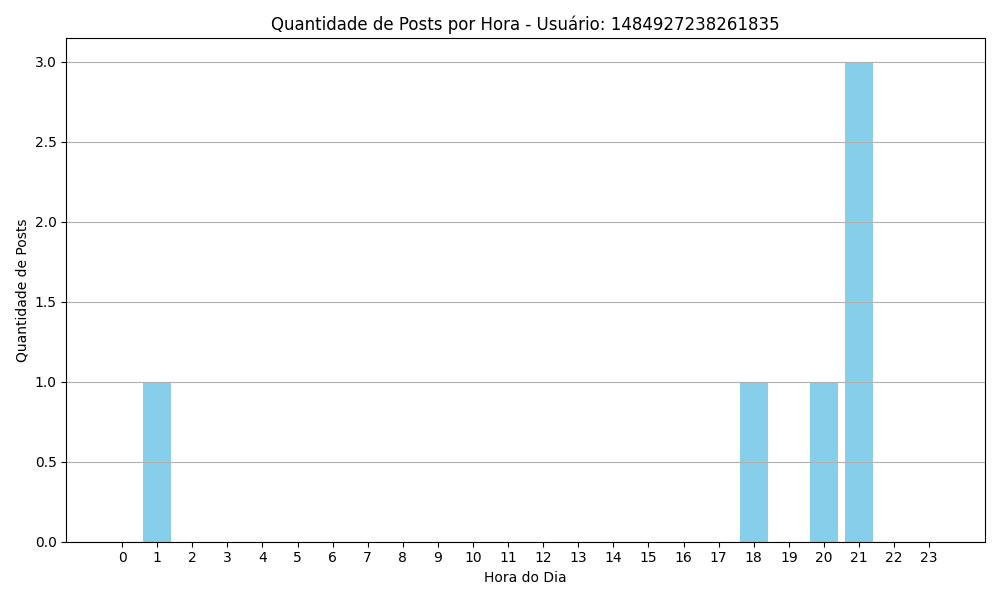 Quantidade de Posts por Hora - Usuário: 1484927238261835
Quantidade de Posts
3.0
2.5
2.0
1.5
1.0
0.5
0.0
0 1 2 3 4 5 6 7 8 9 10 11 12 13 14 15 16 17 18 19 20 21 22 23
Hora do Dia